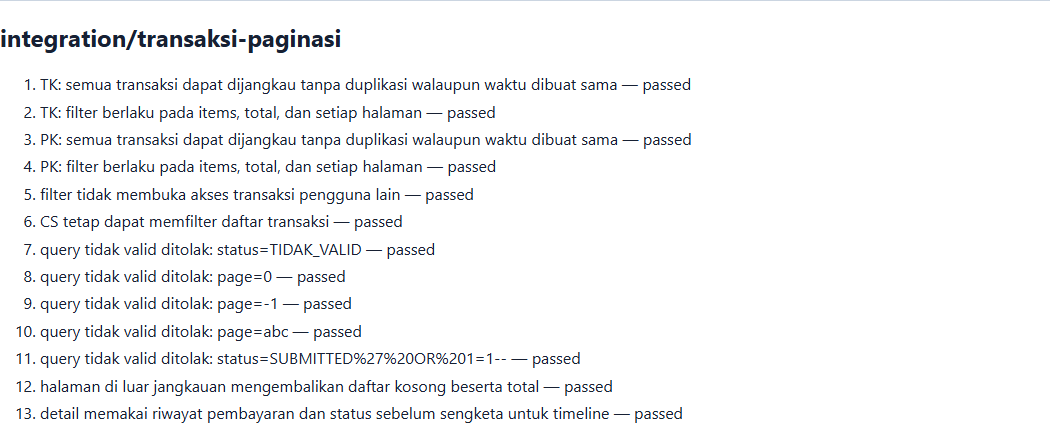 integration/transaksi-paginasi
1. TK: semua transaksi dapat dijangkau tanpa duplikasi walaupun waktu dibuat sama — passed
2. TK: filter berlaku pada items, total, dan setiap halaman — passed
3. PK: semua transaksi dapat dijangkau tanpa duplikasi walaupun waktu dibuat sama — passed
4. PK: filter berlaku pada items, total, dan setiap halaman — passed
5. filter tidak membuka akses transaksi pengguna lain — passed
6. CS tetap dapat memfilter daftar transaksi — passed
7. query tidak valid ditolak: status=TIDAK_VALID — passed
8. query tidak valid ditolak: page=0 — passed
9. query tidak valid ditolak: page=-1 — passed
10. query tidak valid ditolak: page=abc — passed
11. query tidak valid ditolak: status=SUBMITTED%27%20OR%201=1-- — passed
12. halaman di luar jangkauan mengembalikan daftar kosong beserta total — passed
13. detail memakai riwayat pembayaran dan status sebelum sengketa untuk timeline — passed